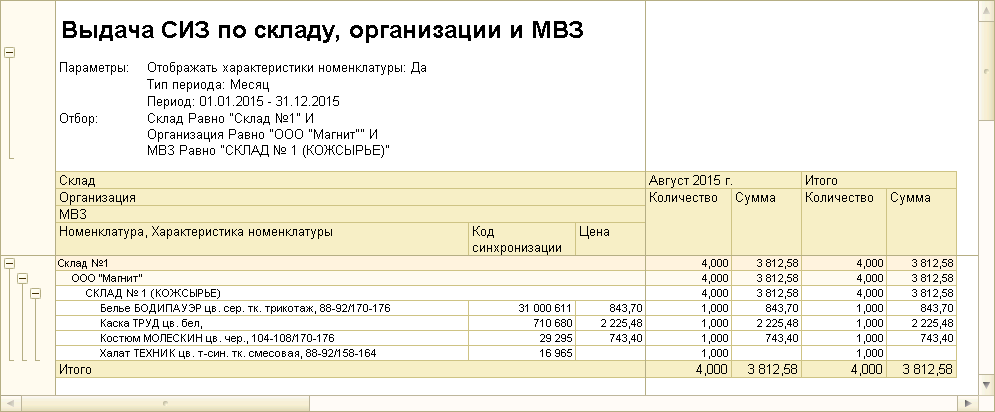 Выдача СИЗ по складу, организации и МВЗ
Параметры: Отображать характеристики номенклатуры: Да
Тип периода: Месяц
Период: 01.01.2015 - 31.12.2015
Отбор: Склад Равно "Склад №1" И
Организация Равно "ООО "Магнит"" И
МВЗ Равно "СКЛАД № 1 (КОЖСЫРЬЕ)"
Склад Август 2015 г. Итого
Организация Количество Сумма Количество Сумма
МВЗ
Номенклатура, Характеристика номенклатуры Код синхронизации Цена
Склад №1 4,000 3 812,58 4,000 3 812,58
ООО "Магнит" 4,000 3 812,58 4,000 3 812,58
СКЛАД № 1 (КОЖСЫРЬЕ) 4,000 3 812,58 4,000 3 812,58
Белье БОДИПАУЭР цв. сер. тк. трикотаж, 88-92/170-176 31 000 611 843,70 1,000 843,70 1,000 843,70
Каска ТРУД цв. бел, 710 680 2 225,48 1,000 2 225,48 1,000 2 225,48
Костюм МОЛЕСКИН цв. чер., 104-108/170-176 29 295 743,40 1,000 743,40 1,000 743,40
Халат ТЕХНИК цв. т-син. тк. смесовая, 88-92/158-164 16 965 1,000 1,000
Итого 4,000 3 812,58 4,000 3 812,58